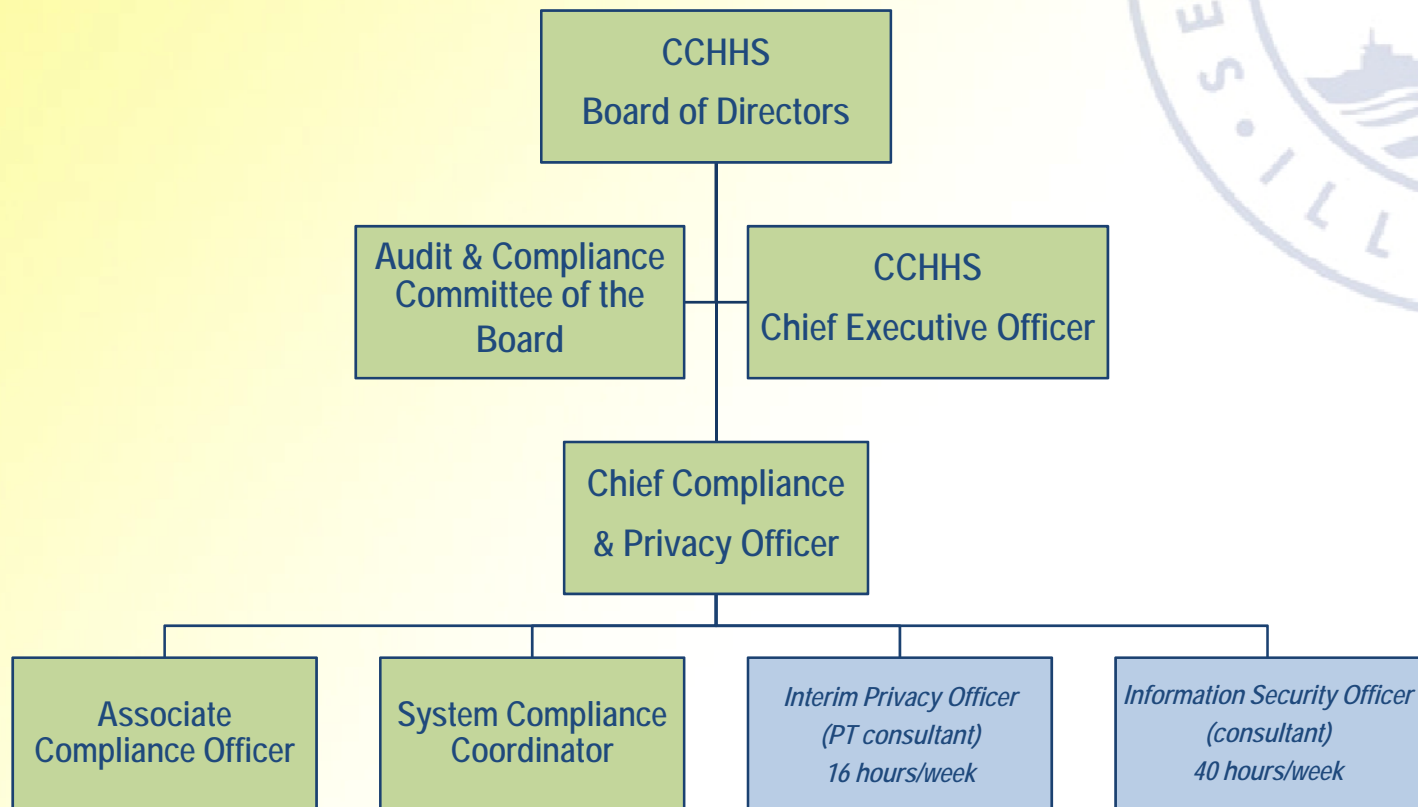 CCHHS
Board of Directors
Audit & Compliance
Committee of the
Board
CCHHS
Chief Executive Officer
Chief Compliance
& Privacy Officer
Associate
Compliance Officer
System Compliance
Coordinator
Interim Privacy Officer
(PT consultant)
16 hours/week
Information Security Officer
(consultant)
40 hours/week
E
S • I L L